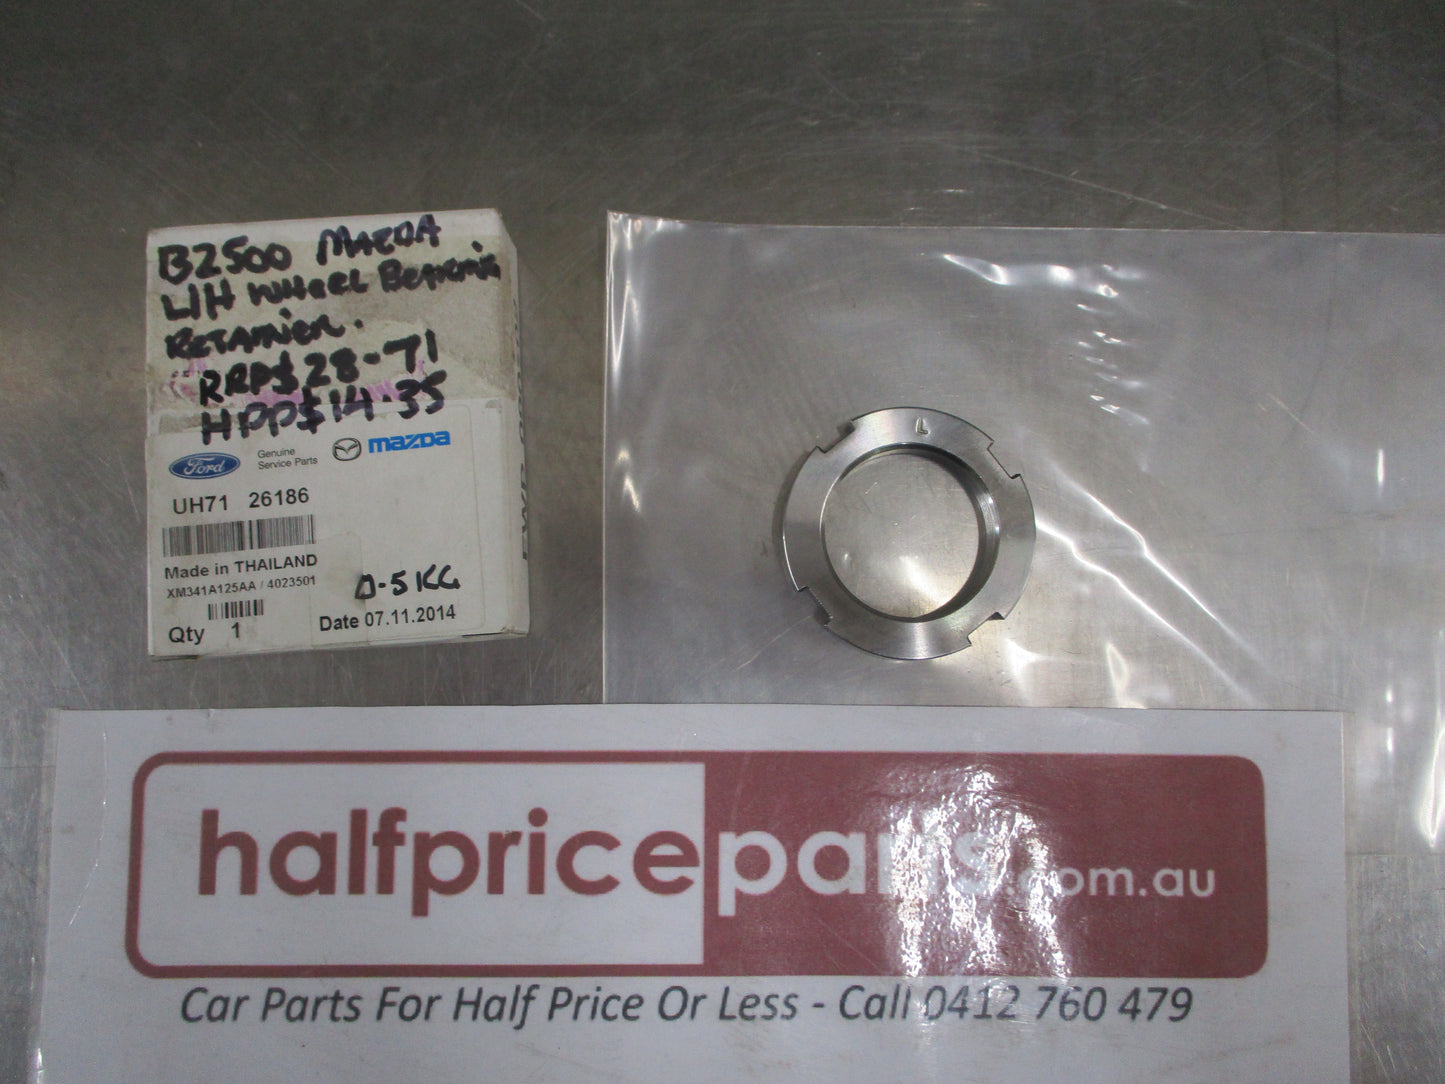 B2500 MAZDA
L/H WHEEL BEARING
RETAINER.
RRP$28-71
HPP$14.35
Ford
Genuine
Service Parts
mazda
UH71 26186
Made in THAILAND
XM341A125AA / 4023501
Qty 1
0-5KG
Date 07.11.2014
L
halfpriceparts.com.au
Car Parts For Half Price Or Less - Call 0412 760 479